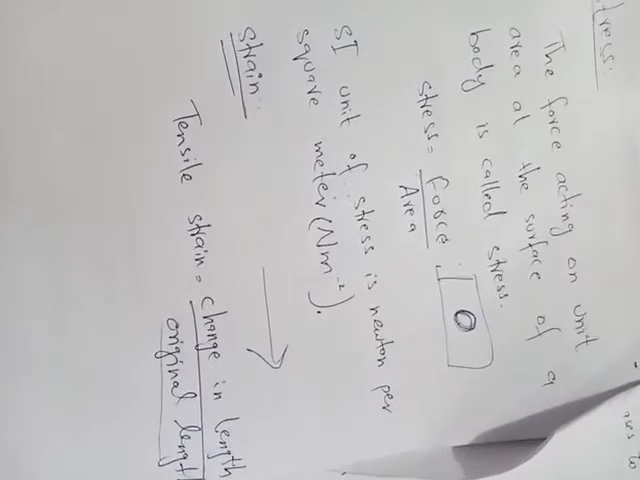 Stress:
The force acting on unit
area at the surface of a
body is called stress.
Stress = Force
Area
SI unit of stress is newton per
square meter (Nm⁻²).
Strain:
Tensile strain = change in length
original length